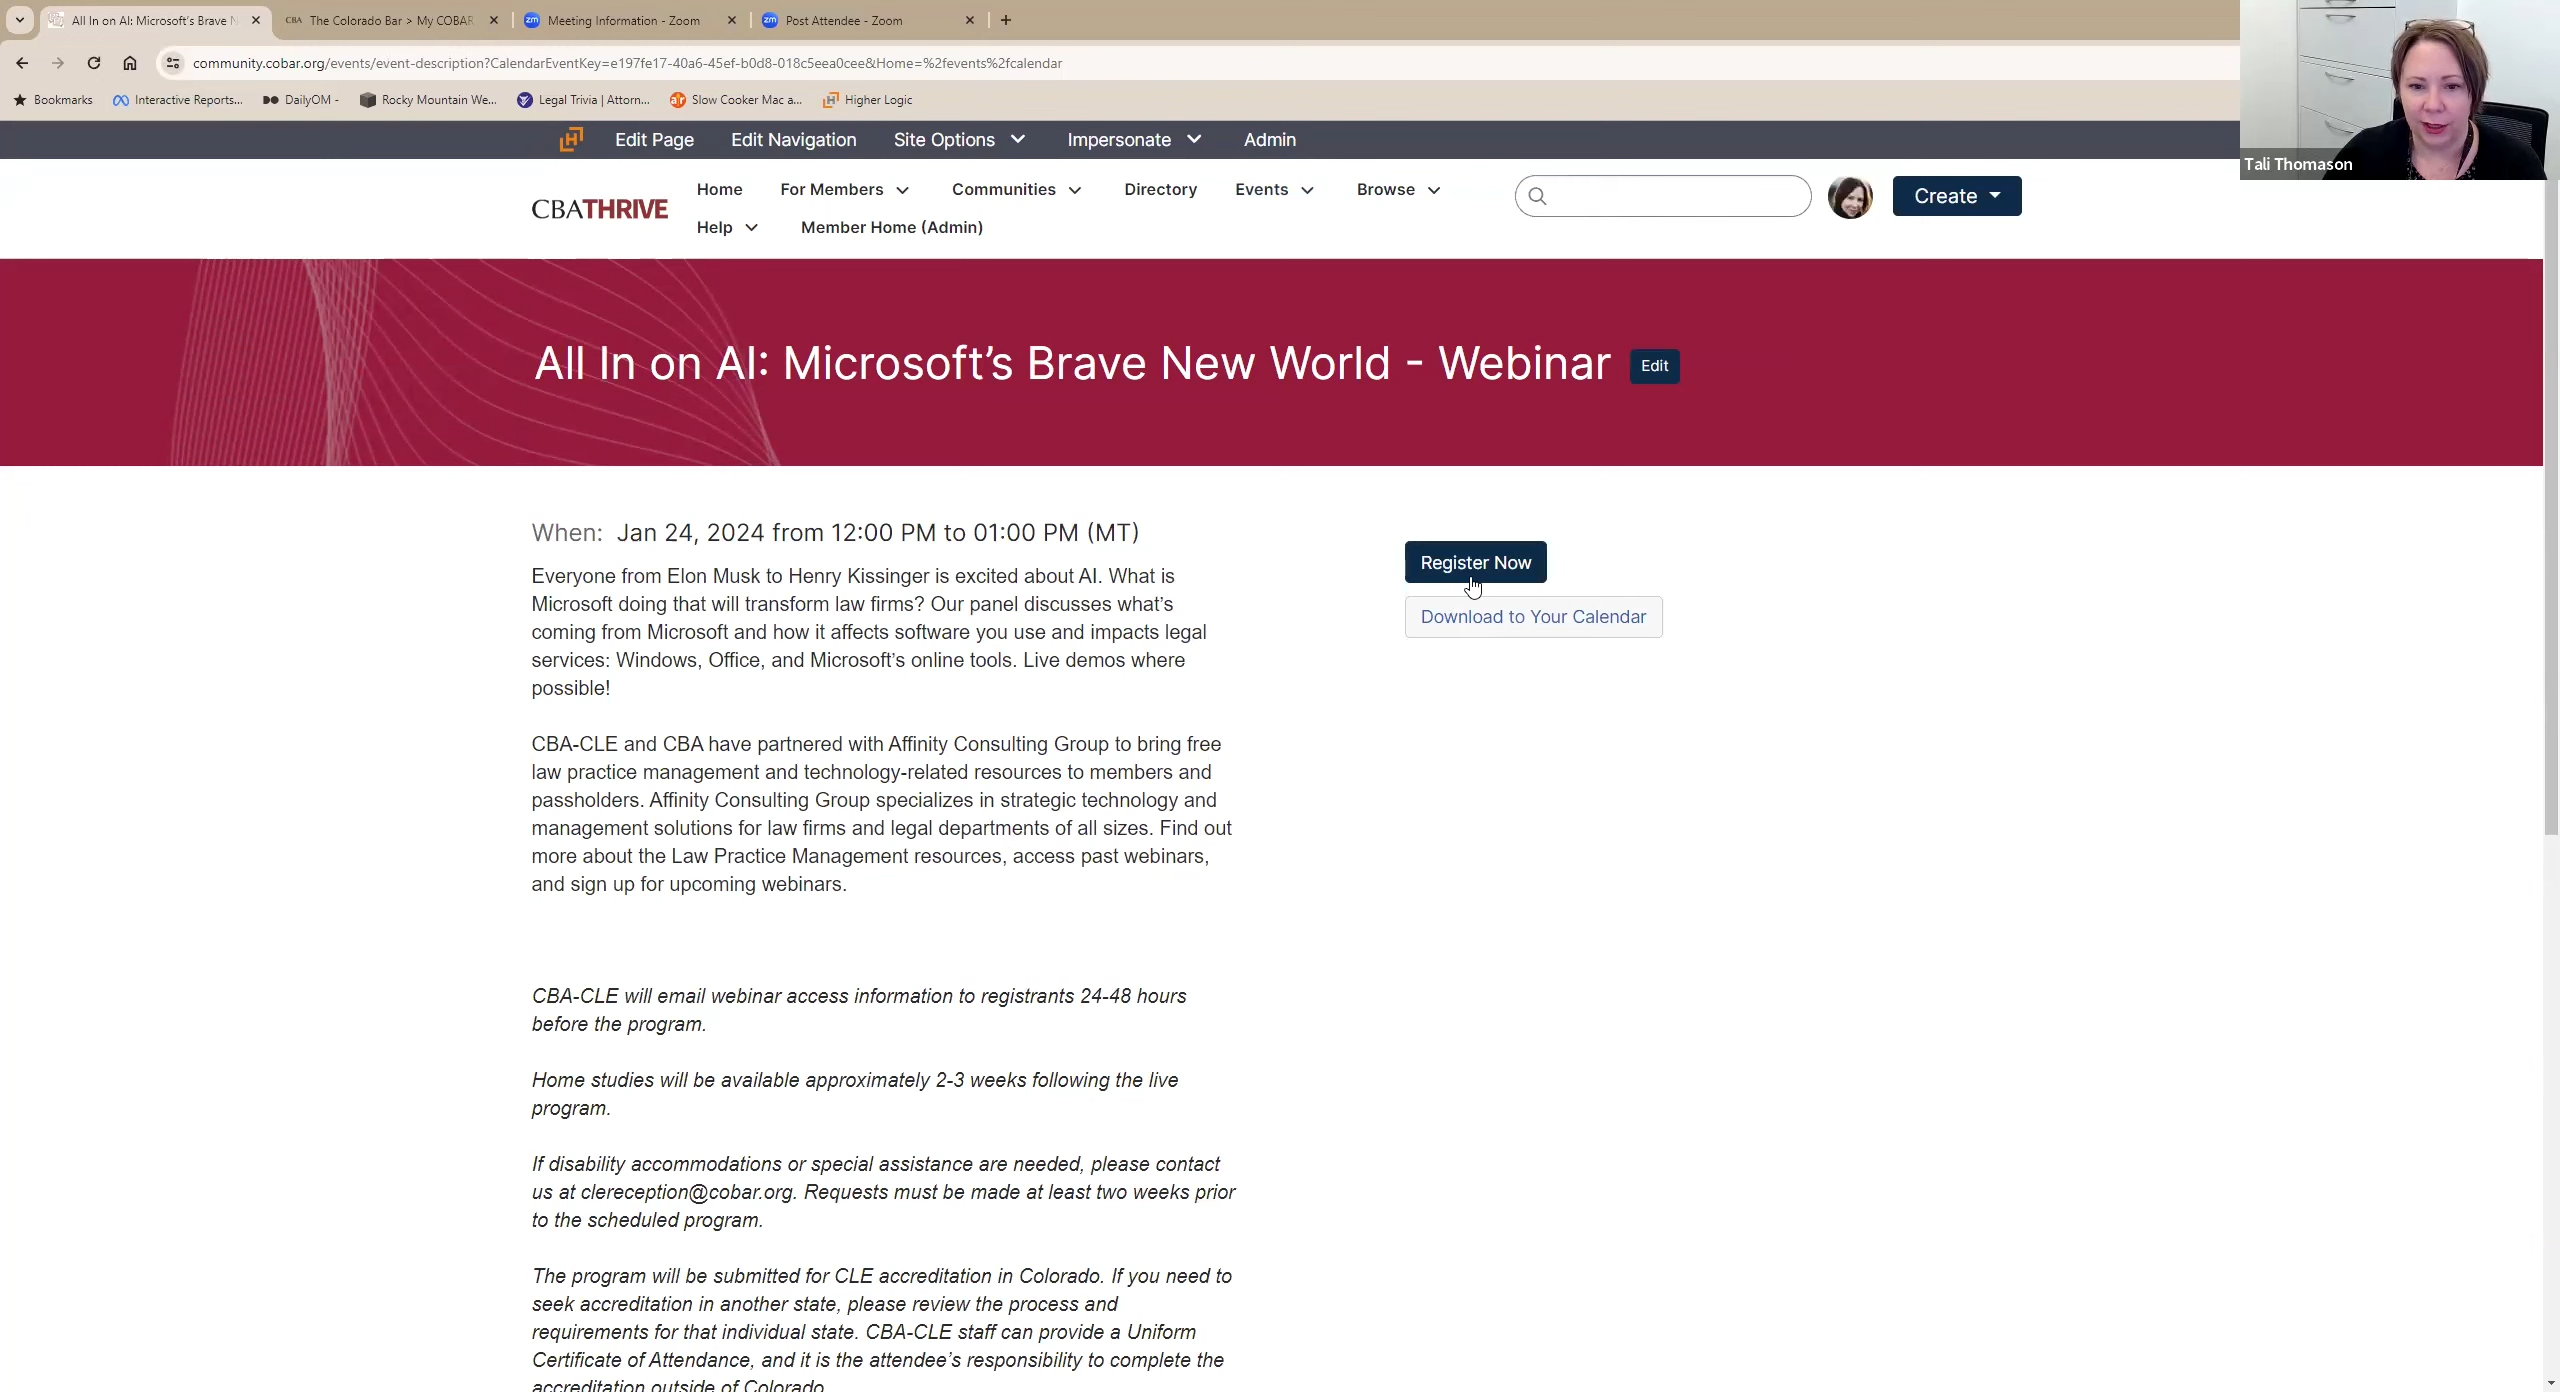 All In on AI: Microsoft's Brave N
CBA The Colorado Bar > My COBAR
zm Meeting Information - Zoom
zm Post Attendee - Zoom
community.cobar.org/events/event-description?CalendarEventKey=e197fe17-40a6-45ef-b0d8-018c5eea0cee&Home=%2fevents%2fcalendar
Bookmarks Interactive Reports... DailyOM - Rocky Mountain We... Legal Trivia | Attorn... Slow Cooker Mac a... Higher Logic
Edit Page Edit Navigation Site Options Impersonate Admin
Tali Thomason
CBATHRIVE
Home For Members Communities Directory Events Browse
Help Member Home (Admin)
Create
All In on AI: Microsoft’s Brave New World - Webinar Edit
When: Jan 24, 2024 from 12:00 PM to 01:00 PM (MT)
Everyone from Elon Musk to Henry Kissinger is excited about AI. What is
Microsoft doing that will transform law firms? Our panel discusses what’s
coming from Microsoft and how it affects software you use and impacts legal
services: Windows, Office, and Microsoft’s online tools. Live demos where
possible!
CBA-CLE and CBA have partnered with Affinity Consulting Group to bring free
law practice management and technology-related resources to members and
passholders. Affinity Consulting Group specializes in strategic technology and
management solutions for law firms and legal departments of all sizes. Find out
more about the Law Practice Management resources, access past webinars,
and sign up for upcoming webinars.
CBA-CLE will email webinar access information to registrants 24-48 hours
before the program.
Home studies will be available approximately 2-3 weeks following the live
program.
If disability accommodations or special assistance are needed, please contact
us at clereception@cobar.org. Requests must be made at least two weeks prior
to the scheduled program.
The program will be submitted for CLE accreditation in Colorado. If you need to
seek accreditation in another state, please review the process and
requirements for that individual state. CBA-CLE staff can provide a Uniform
Certificate of Attendance, and it is the attendee’s responsibility to complete the
accreditation outside of Colorado.
Register Now
Download to Your Calendar